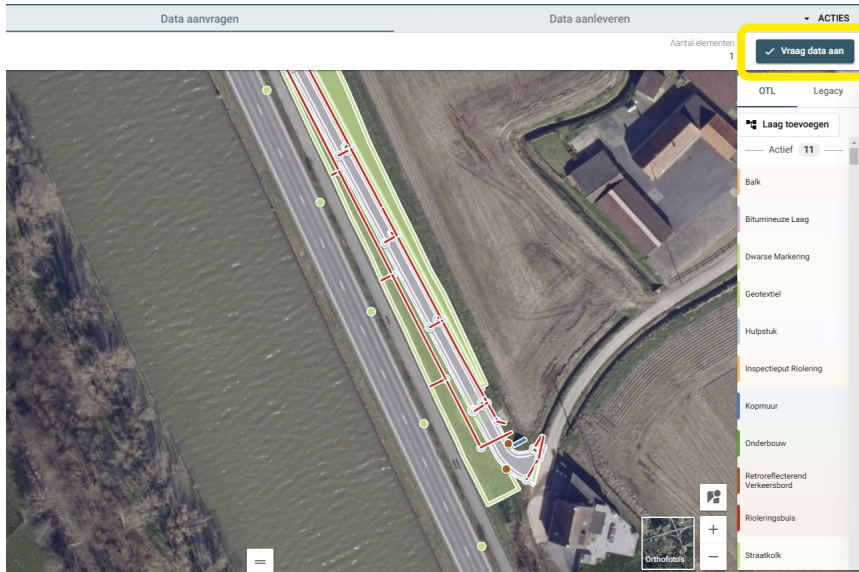 Data aanvragen
Data aanleveren
ACTIES
Aantal elementen
1
Vraag data aan
OTL
Legacy
Laag toevoegen
Actief 11
Balk
Bitumineuze Laag
Dwarse Markering
Geotextiel
Hulpstuk
Inspectieput Riolering
Kopmuur
Onderbouw
Retroreflecterend
Verkeersbord
Rioleringsbuis
Straatkolk
Orthofoto's